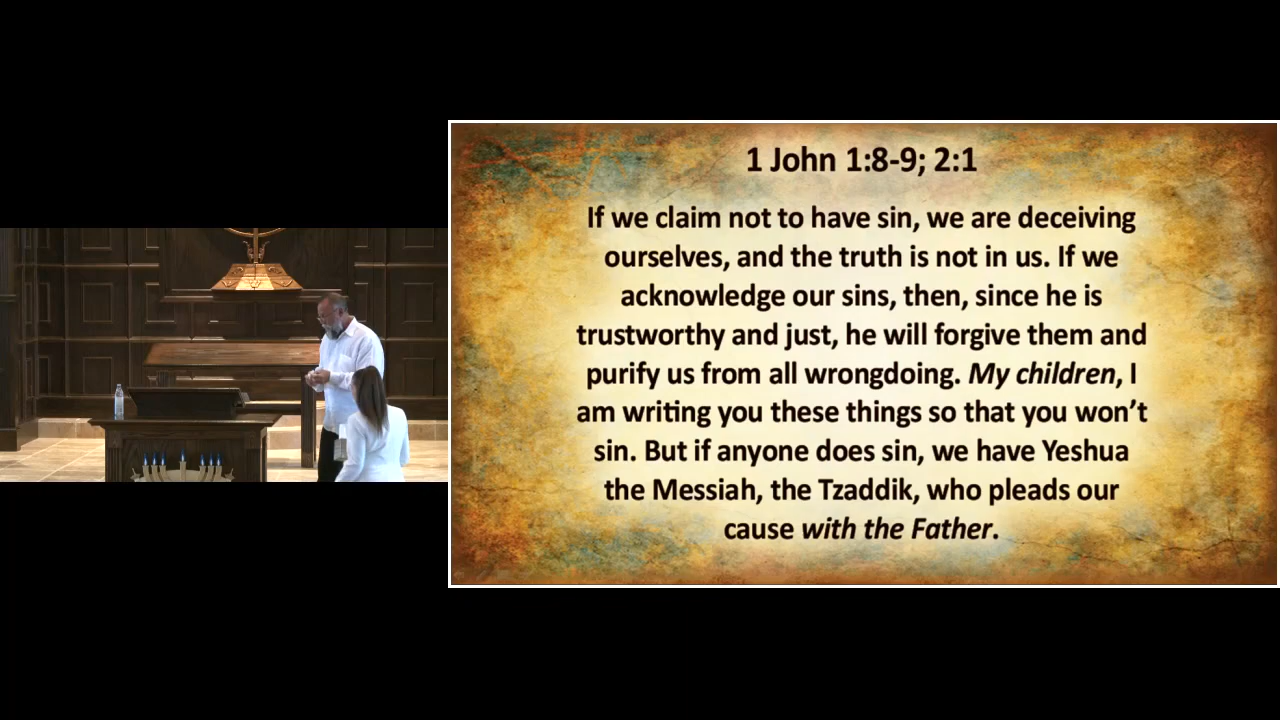 1 John 1:8-9; 2:1
If we claim not to have sin, we are deceiving
ourselves, and the truth is not in us. If we
acknowledge our sins, then, since he is
trustworthy and just, he will forgive them and
purify us from all wrongdoing. My children, I
am writing you these things so that you won’t
sin. But if anyone does sin, we have Yeshua
the Messiah, the Tzaddik, who pleads our
cause with the Father.